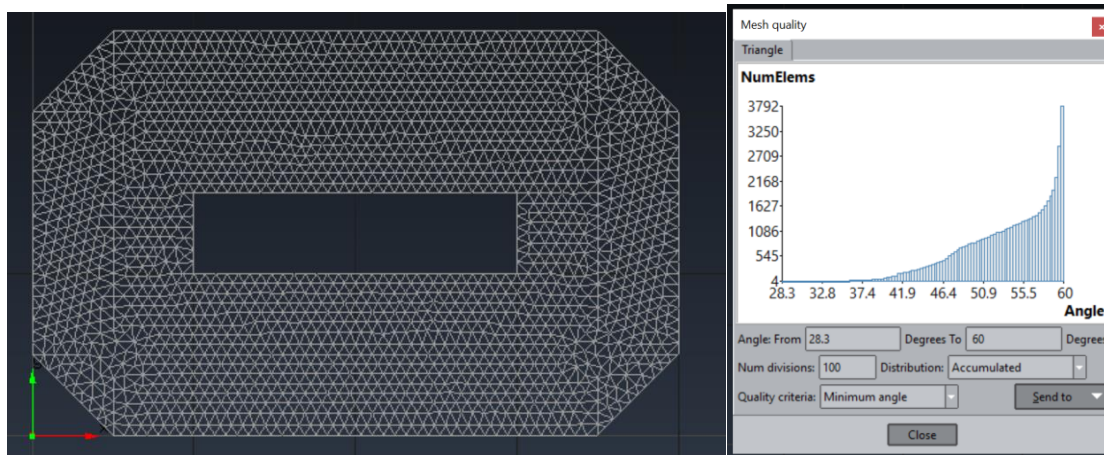 Mesh quality
Triangle
NumElems
3792
3250
2709
2168
1627
1086
545
4
28.3 32.8 37.4 41.9 46.4 50.9 55.5 60
Angle
Angle: From 28.3 Degrees To 60 Degrees
Num divisions: 100 Distribution: Accumulated
Quality criteria: Minimum angle Send to
Close